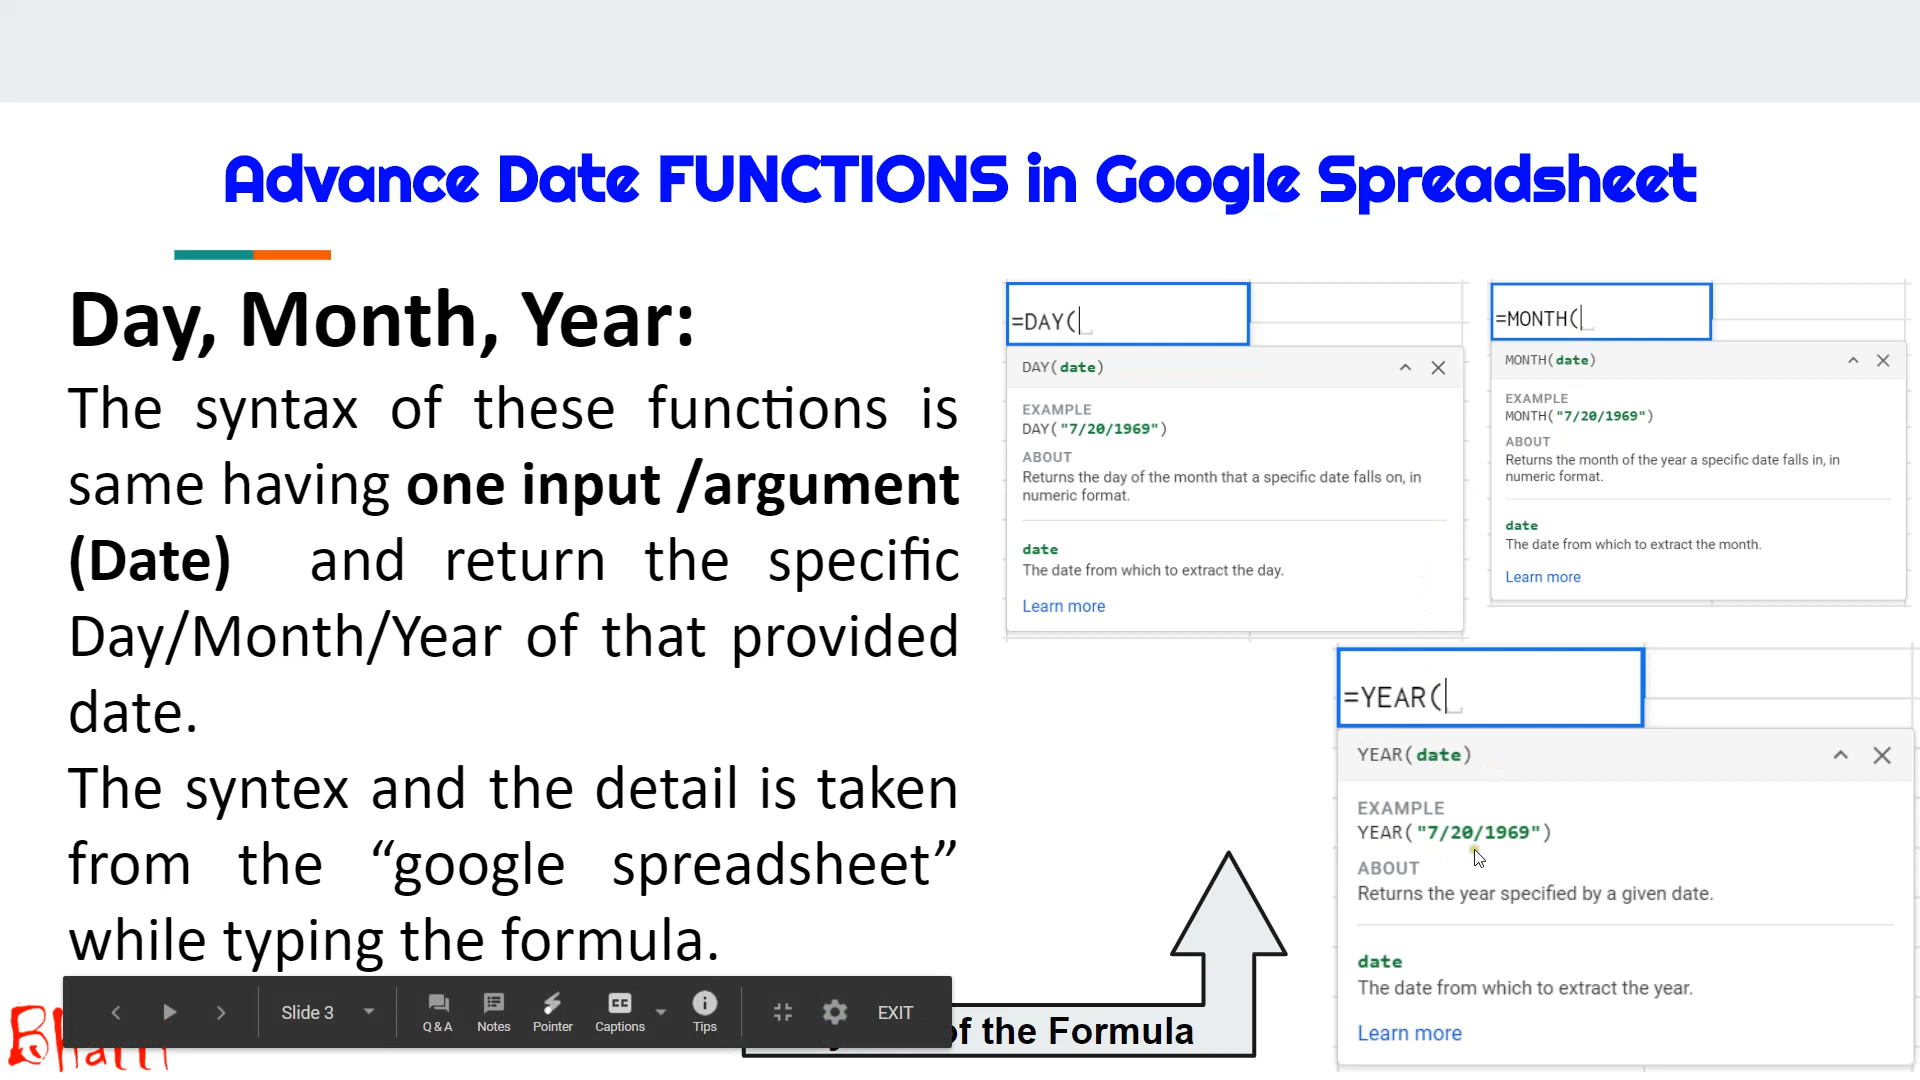 Advance Date FUNCTIONS in Google Spreadsheet
Day, Month, Year:
The syntax of these functions is
same having one input /argument
(Date) and return the specific
Day/Month/Year of that provided
date.
The syntex and the detail is taken
from the “google spreadsheet”
while typing the formula.
=DAY(
DAY(date)
EXAMPLE
DAY("7/20/1969")
ABOUT
Returns the day of the month that a specific date falls on, in
numeric format.
date
The date from which to extract the day.
Learn more
=MONTH(
MONTH(date)
EXAMPLE
MONTH("7/20/1969")
ABOUT
Returns the month of the year a specific date falls in, in
numeric format.
date
The date from which to extract the month.
Learn more
=YEAR(
YEAR(date)
EXAMPLE
YEAR("7/20/1969")
ABOUT
Returns the year specified by a given date.
date
The date from which to extract the year.
Learn more
of the Formula
Slide 3
Q & A
Notes
Pointer
CC
Captions
Tips
EXIT